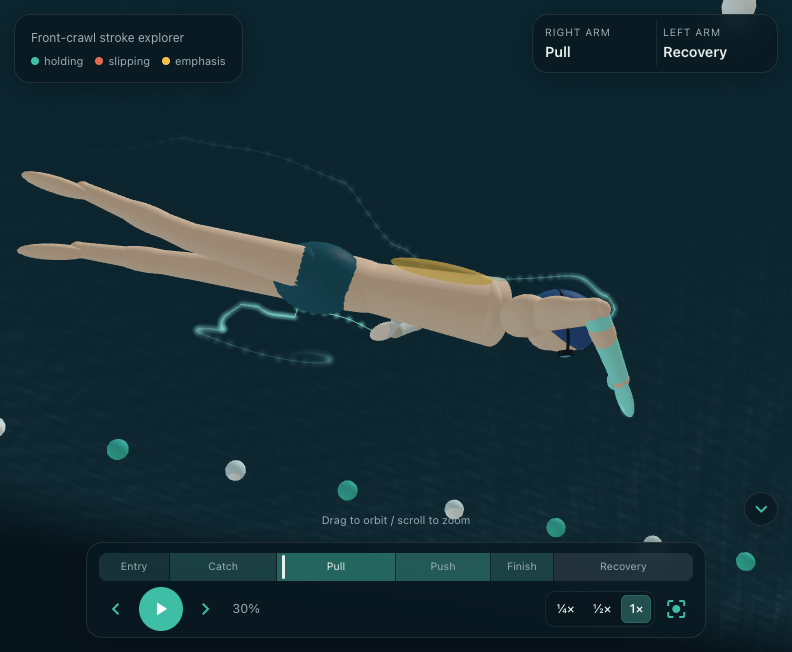 Front-crawl stroke explorer
holding slipping emphasis
RIGHT ARM
Pull
LEFT ARM
Recovery
Drag to orbit / scroll to zoom
Entry Catch Pull Push Finish Recovery
30% ¼× ½× 1×